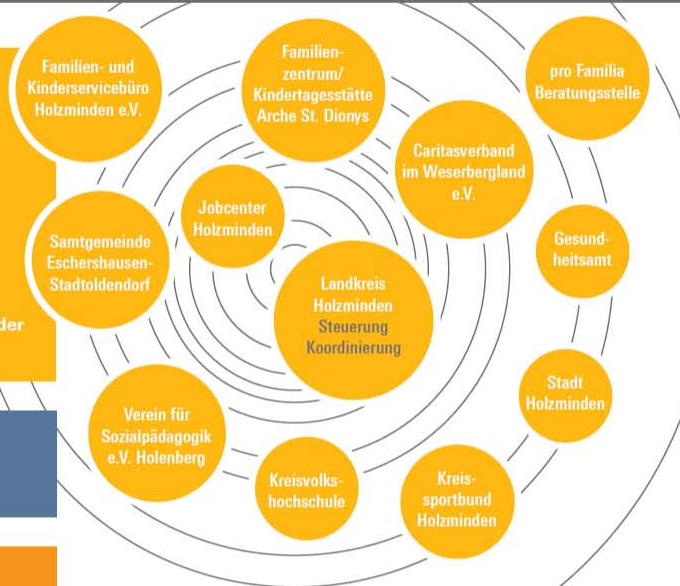 Familien- und
Kinderservicebüro
Holzminden e.V.
Familien-
zentrum/
Kindertagesstätte
Arche St. Dionys
pro Familia
Beratungsstelle
Caritasverband
im Weserbergland
e.V.
Jobcenter
Holzminden
Samtgemeinde
Eschershausen-
Stadtoldendorf
Gesund-
heitsamt
Landkreis
Holzminden
Steuerung
Koordinierung
der
Stadt
Holzminden
Verein für
Sozialpädagogik
e.V. Holenberg
Kreisvolks-
hochschule
Kreis-
sportbund
Holzminden